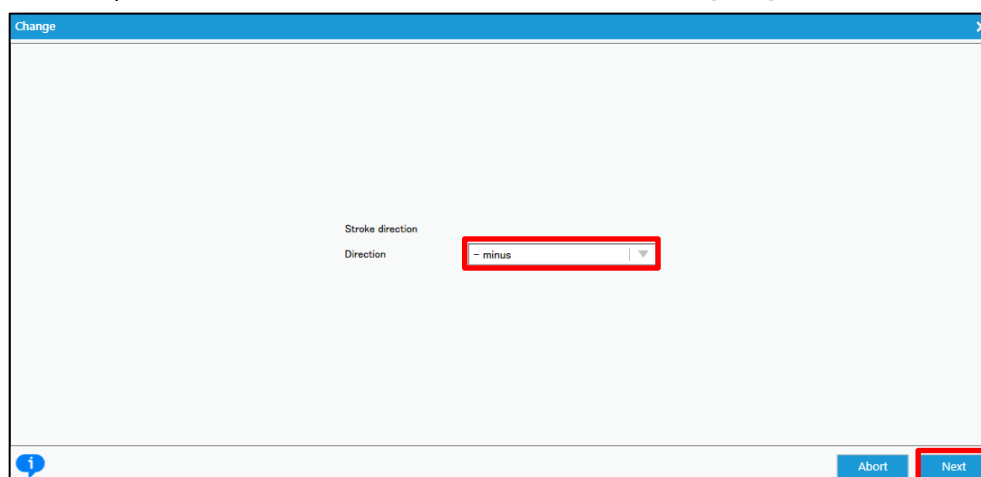 Change
Stroke direction
Direction
- minus
Abort
Next